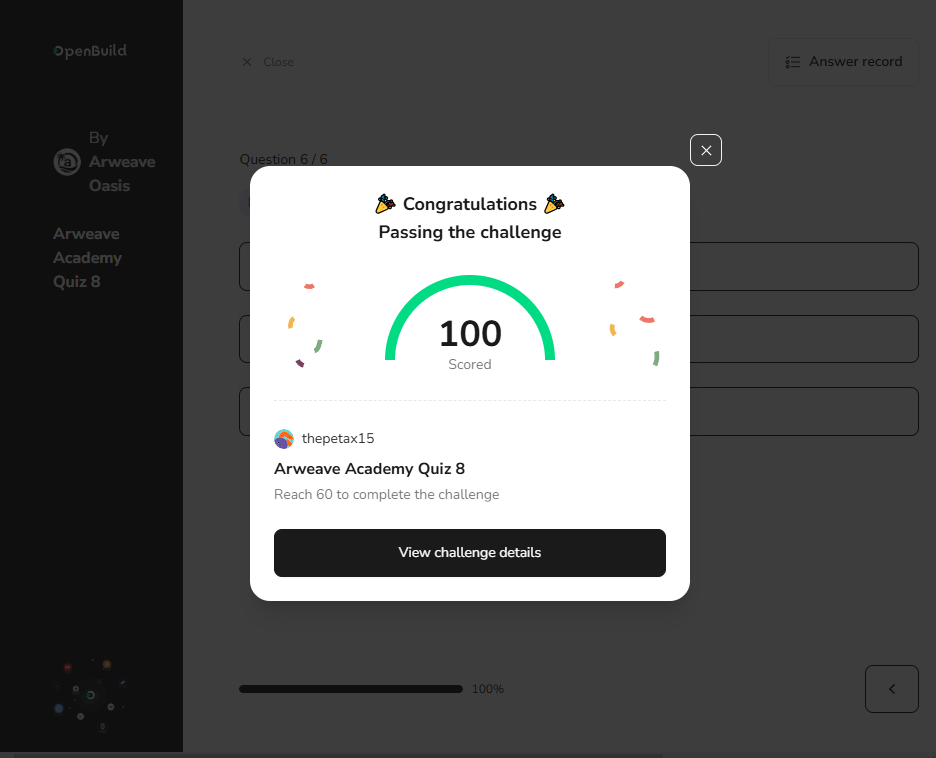 OpenBuild
By
Arweave
Oasis
Arweave
Academy
Quiz 8
Close
Answer record
Question 6 / 6
Congratulations
Passing the challenge
100
Scored
thepetax15
Arweave Academy Quiz 8
Reach 60 to complete the challenge
View challenge details
100%